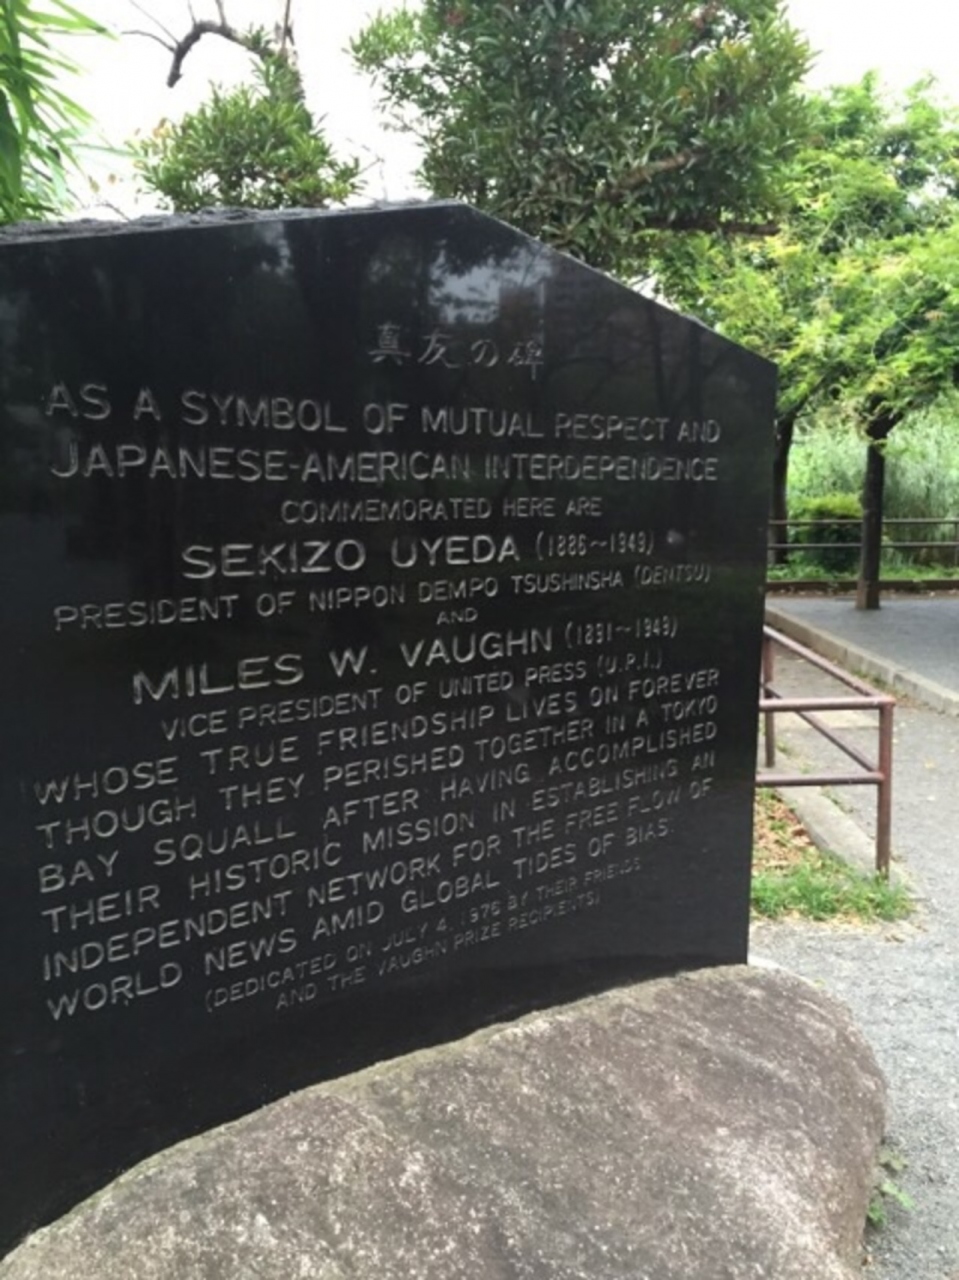 真友の碑
AS A SYMBOL OF MUTUAL RESPECT AND
JAPANESE-AMERICAN INTERDEPENDENCE
COMMEMORATED HERE ARE
SEKIZO UYEDA (1886~1949)
PRESIDENT OF NIPPON DEMPO TSUSHINSHA (DENTSU)
AND
MILES W. VAUGHN (1891~1949)
VICE PRESIDENT OF UNITED PRESS (U.P.I.)
WHOSE TRUE FRIENDSHIP LIVES ON FOREVER
THOUGH THEY PERISHED TOGETHER IN A TOKYO
BAY SQUALL AFTER HAVING ACCOMPLISHED
THEIR HISTORIC MISSION IN ESTABLISHING AN
INDEPENDENT NETWORK FOR THE FREE FLOW OF
WORLD NEWS AMID GLOBAL TIDES OF BIAS.
(DEDICATED ON JULY 4, 1976 BY THEIR FRIENDS
AND THE VAUGHN PRIZE RECIPIENTS)